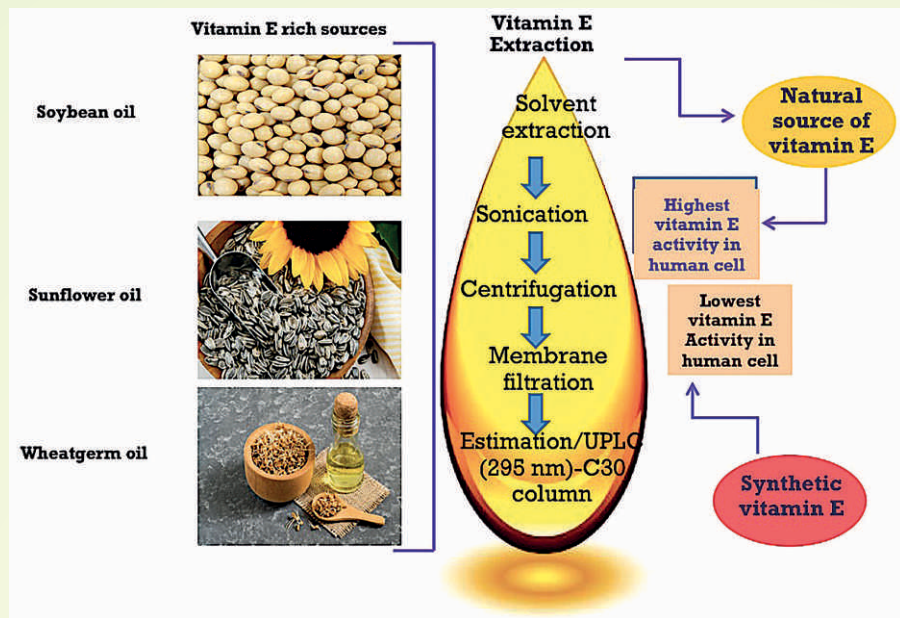 Vitamin E rich sources
Soybean oil
Sunflower oil
Wheatgerm oil
Vitamin E
Extraction
Solvent
extraction
Sonication
Centrifugation
Membrane
filtration
Estimation/UPLC
(295 nm)-C30
column
Natural
source of
vitamin E
Highest
vitamin E
activity in
human cell
Lowest
vitamin E
Activity in
human cell
Synthetic
vitamin E